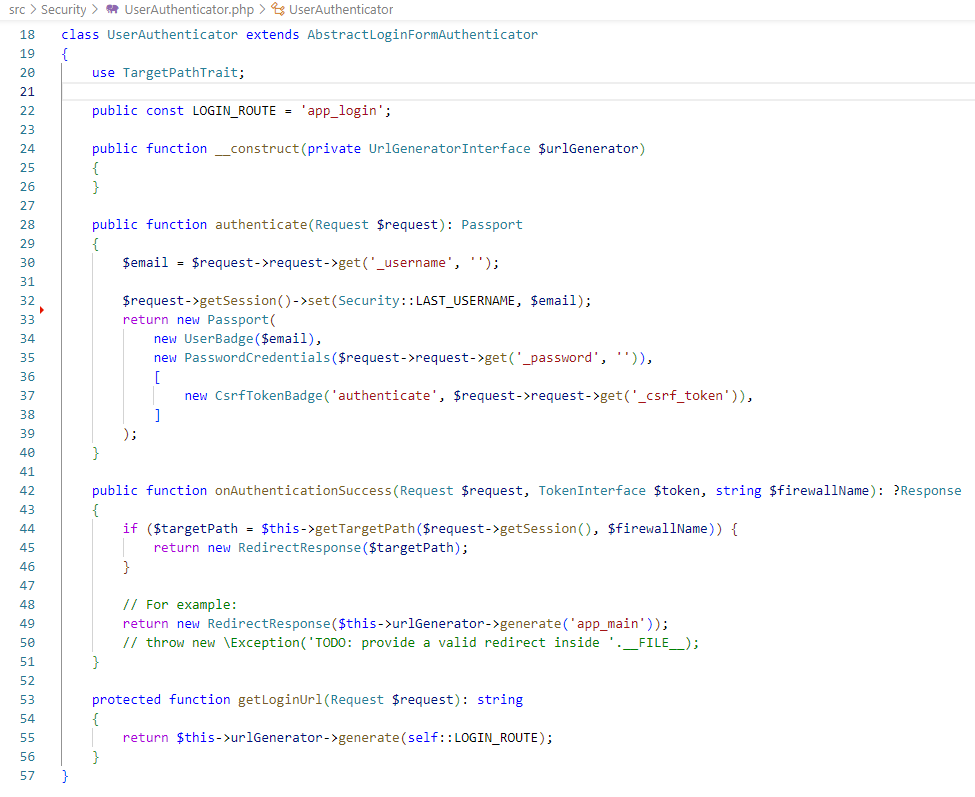 src > Security > UserAuthenticator.php > UserAuthenticator
18 class UserAuthenticator extends AbstractLoginFormAuthenticator
19 {
20     use TargetPathTrait;
21
22     public const LOGIN_ROUTE = 'app_login';
23
24     public function __construct(private UrlGeneratorInterface $urlGenerator)
25     {
26     }
27
28     public function authenticate(Request $request): Passport
29     {
30         $email = $request->request->get('_username', '');
31
32         $request->getSession()->set(Security::LAST_USERNAME, $email);
33         return new Passport(
34             new UserBadge($email),
35             new PasswordCredentials($request->request->get('_password', '')),
36             [
37                 new CsrfTokenBadge('authenticate', $request->request->get('_csrf_token')),
38             ]
39         );
40     }
41
42     public function onAuthenticationSuccess(Request $request, TokenInterface $token, string $firewallName): ?Response
43     {
44         if ($targetPath = $this->getTargetPath($request->getSession(), $firewallName)) {
45             return new RedirectResponse($targetPath);
46         }
47
48         // For example:
49         return new RedirectResponse($this->urlGenerator->generate('app_main'));
50         // throw new \Exception('TODO: provide a valid redirect inside '.__FILE__);
51     }
52
53     protected function getLoginUrl(Request $request): string
54     {
55         return $this->urlGenerator->generate(self::LOGIN_ROUTE);
56     }
57 }